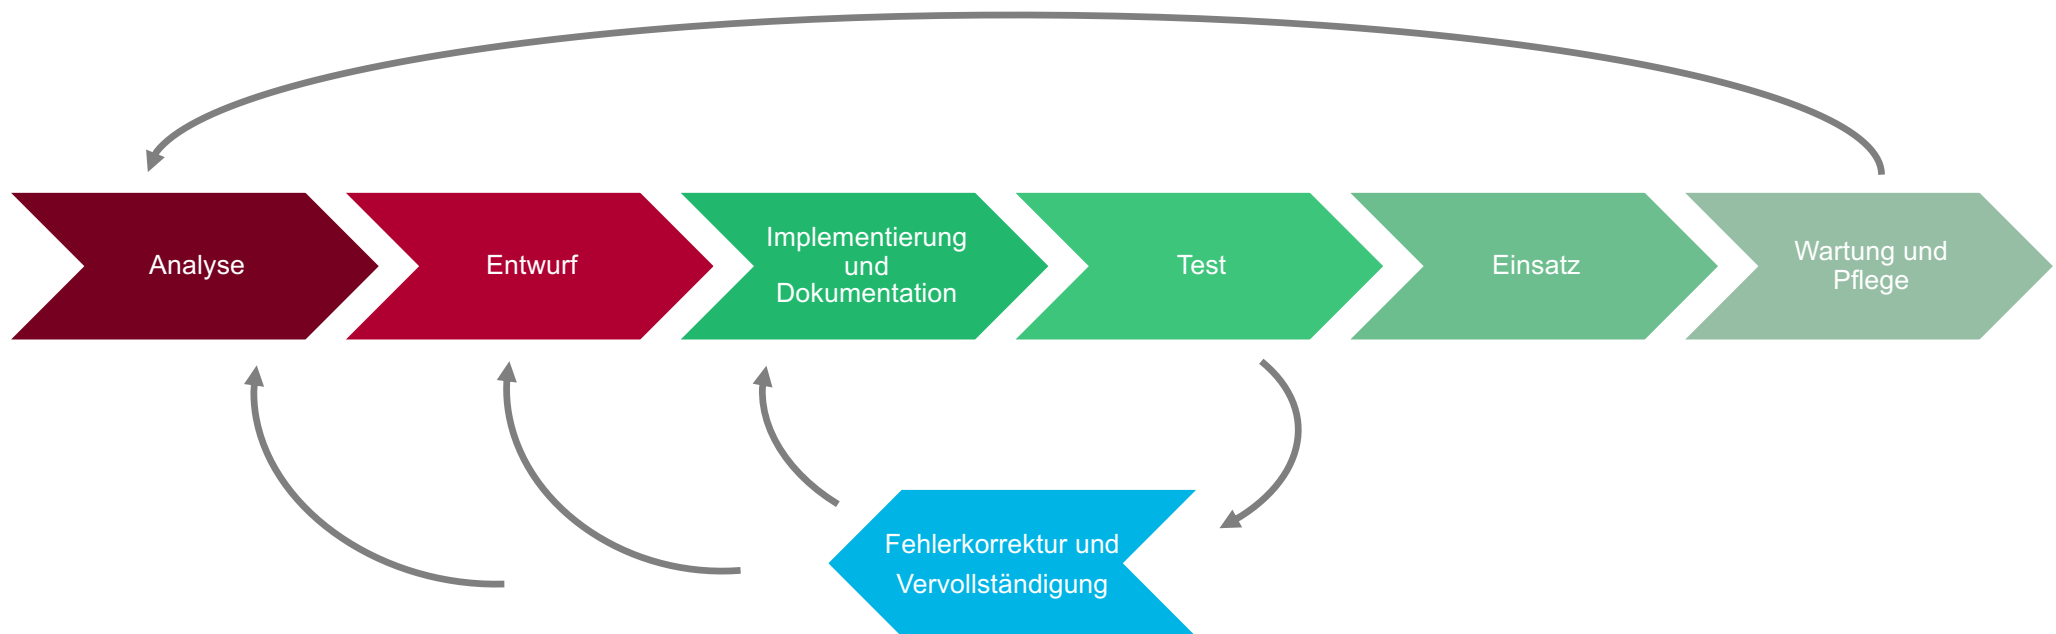 Analyse
Entwurf
Implementierung
und
Dokumentation
Test
Einsatz
Wartung und
Pflege
Fehlerkorrektur und
Vervollständigung